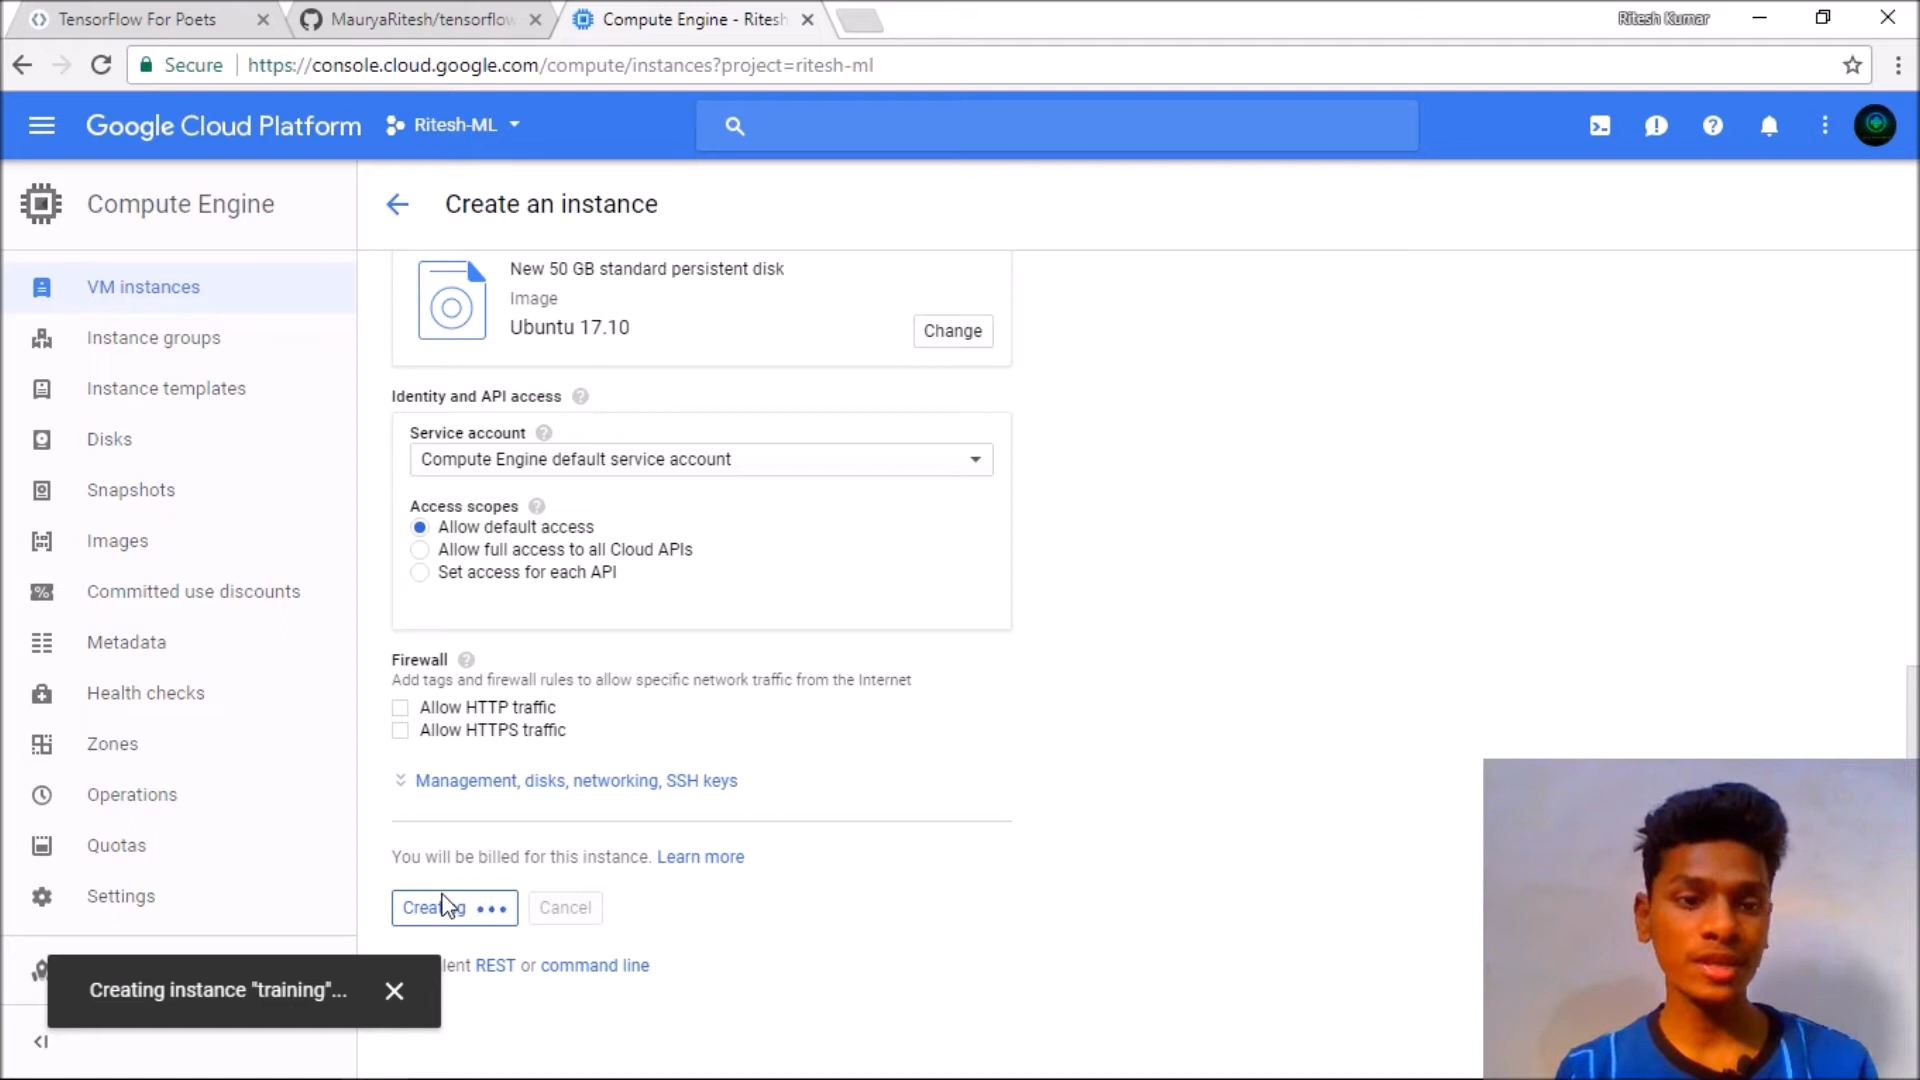 TensorFlow For Poets
MauryaRitesh/tensorflow
Compute Engine - Ritesh
Ritesh Kumar
Secure
https://console.cloud.google.com/compute/instances?project=ritesh-ml
Google Cloud Platform
Ritesh-ML
Compute Engine
Create an instance
VM instances
Instance groups
Instance templates
Disks
Snapshots
Images
Committed use discounts
Metadata
Health checks
Zones
Operations
Quotas
Settings
New 50 GB standard persistent disk
Image
Ubuntu 17.10
Change
Identity and API access
Service account
Compute Engine default service account
Access scopes
Allow default access
Allow full access to all Cloud APIs
Set access for each API
Firewall
Add tags and firewall rules to allow specific network traffic from the Internet
Allow HTTP traffic
Allow HTTPS traffic
Management, disks, networking, SSH keys
You will be billed for this instance. Learn more
Creating
Cancel
lent REST or command line
Creating instance "training"...